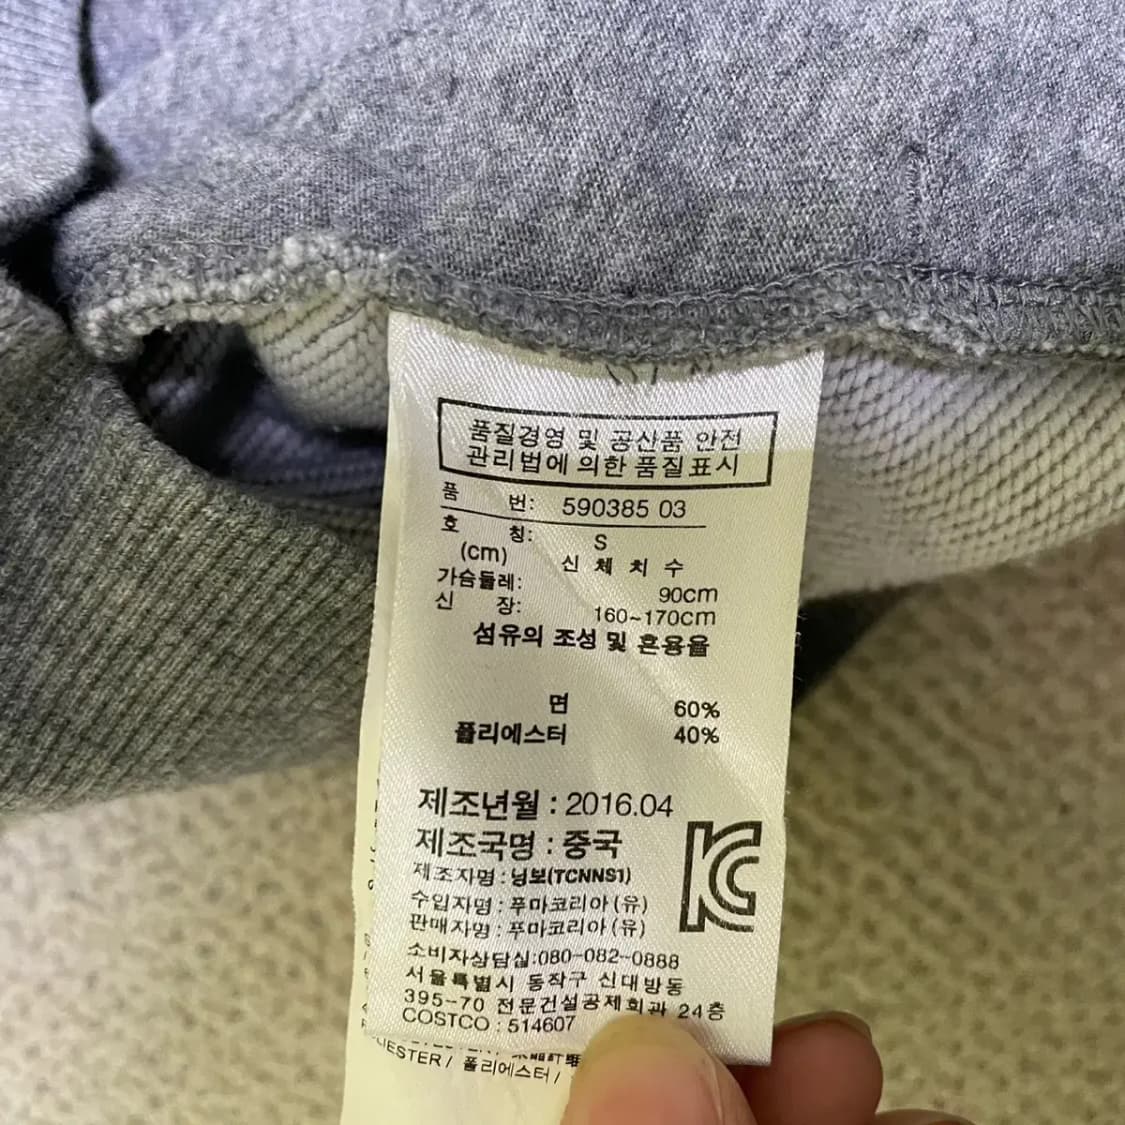 품질경영 및 공산품 안전
관리법에 의한 품질표시
품 번: 590385 03
호 칭: S
(cm) 신 체 치 수
가슴둘레: 90cm
신 장: 160~170cm
섬유의 조성 및 혼용율
면 60%
폴리에스터 40%
제조년월 : 2016.04
제조국명 : 중국
제조자명 : 닝보(TCNNS1)
수입자명 : 푸마코리아 (유)
판매자명 : 푸마코리아 (유)
소비자상담실:080-082-0888
서울특별시 동작구 신대방동
395-70 전문건설공제회관 24층
COSTCO : 514607
KC
폴리에스터 /